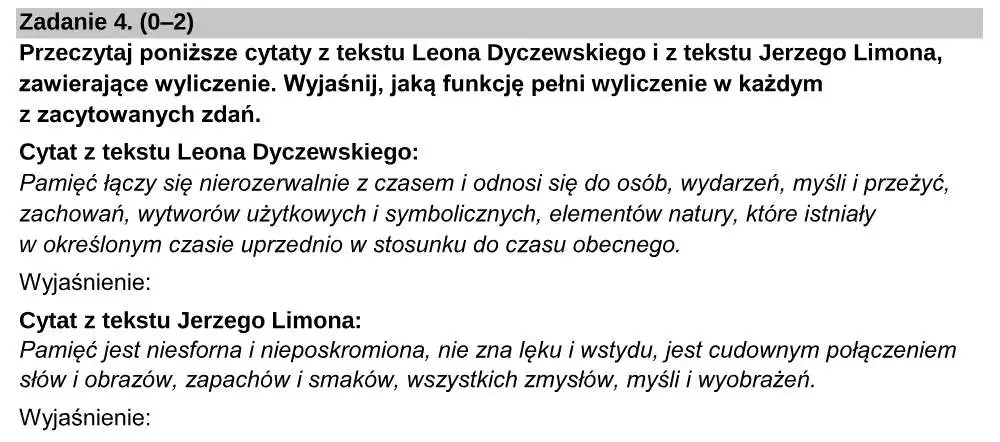 Zadanie 4. (0–2)
Przeczytaj poniższe cytaty z tekstu Leona Dyczewskiego i z tekstu Jerzego Limona,
zawierające wyliczenie. Wyjaśnij, jaką funkcję pełni wyliczenie w każdym
z zacytowanych zdań.
Cytat z tekstu Leona Dyczewskiego:
Pamięć łączy się nierozerwalnie z czasem i odnosi się do osób, wydarzeń, myśli i przeżyć,
zachowań, wytworów użytkowych i symbolicznych, elementów natury, które istniały
w określonym czasie uprzednio w stosunku do czasu obecnego.
Wyjaśnienie:
Cytat z tekstu Jerzego Limona:
Pamięć jest niesforna i nieposkromiona, nie zna lęku i wstydu, jest cudownym połączeniem
słów i obrazów, zapachów i smaków, wszystkich zmysłów, myśli i wyobrażeń.
Wyjaśnienie: